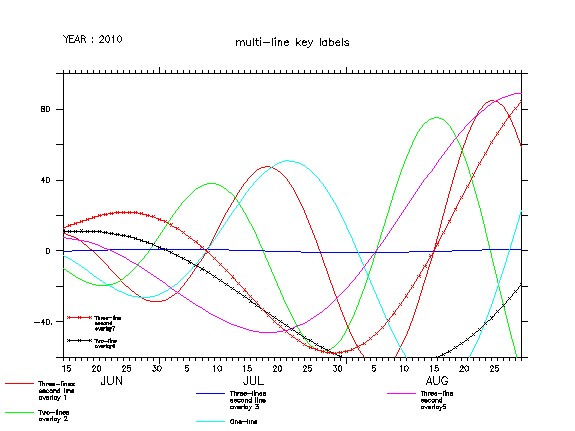 YEAR : 2010
multi-line key labels
80
40
0
-40.
Three-line
second
overlay7
Two-line
overlay8
15 20 25 30 5 10 15 20 25 30 5 10 15 20 25
JUN JUL AUG
Three-lines
second line
overlay 1
Three-lines
second line
overlay 3
Three-lines
second
overlay5
Two-lines
overlay 2
One-line